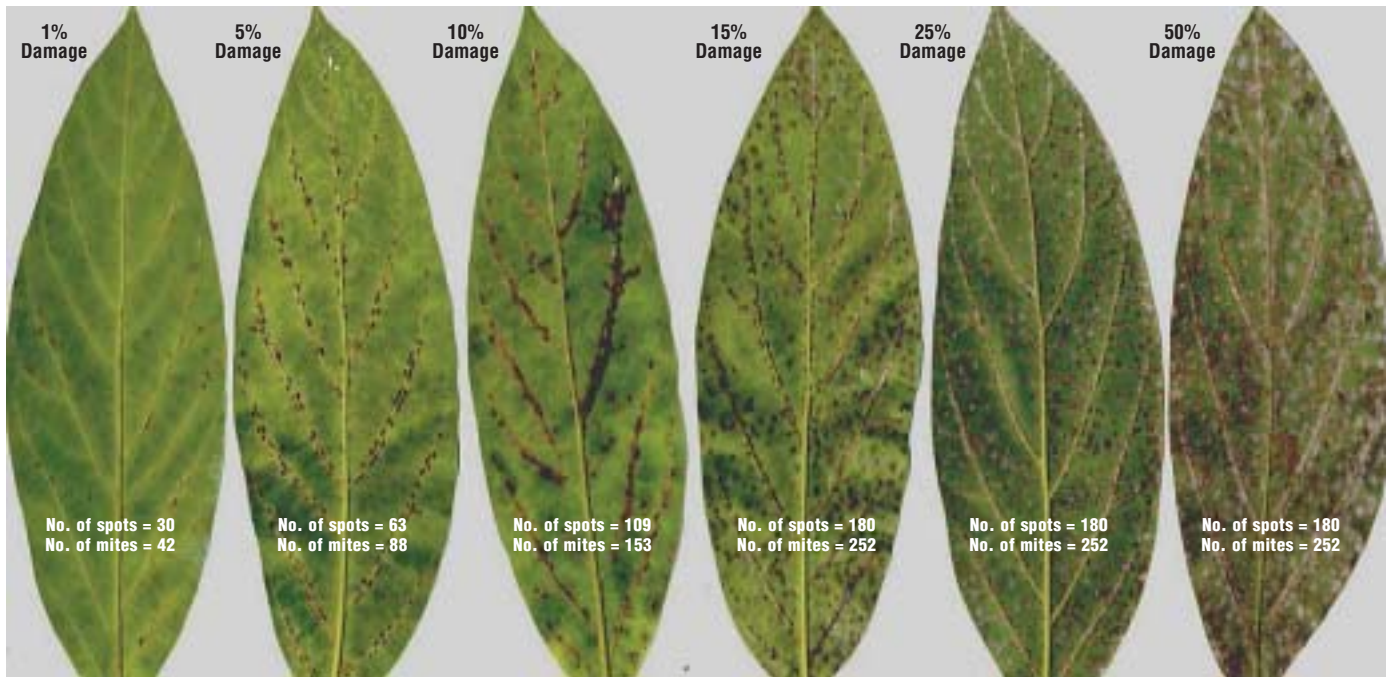 1%
Damage
5%
Damage
10%
Damage
15%
Damage
25%
Damage
50%
Damage
No. of spots = 30
No. of mites = 42
No. of spots = 63
No. of mites = 88
No. of spots = 109
No. of mites = 153
No. of spots = 180
No. of mites = 252
No. of spots = 180
No. of mites = 252
No. of spots = 180
No. of mites = 252